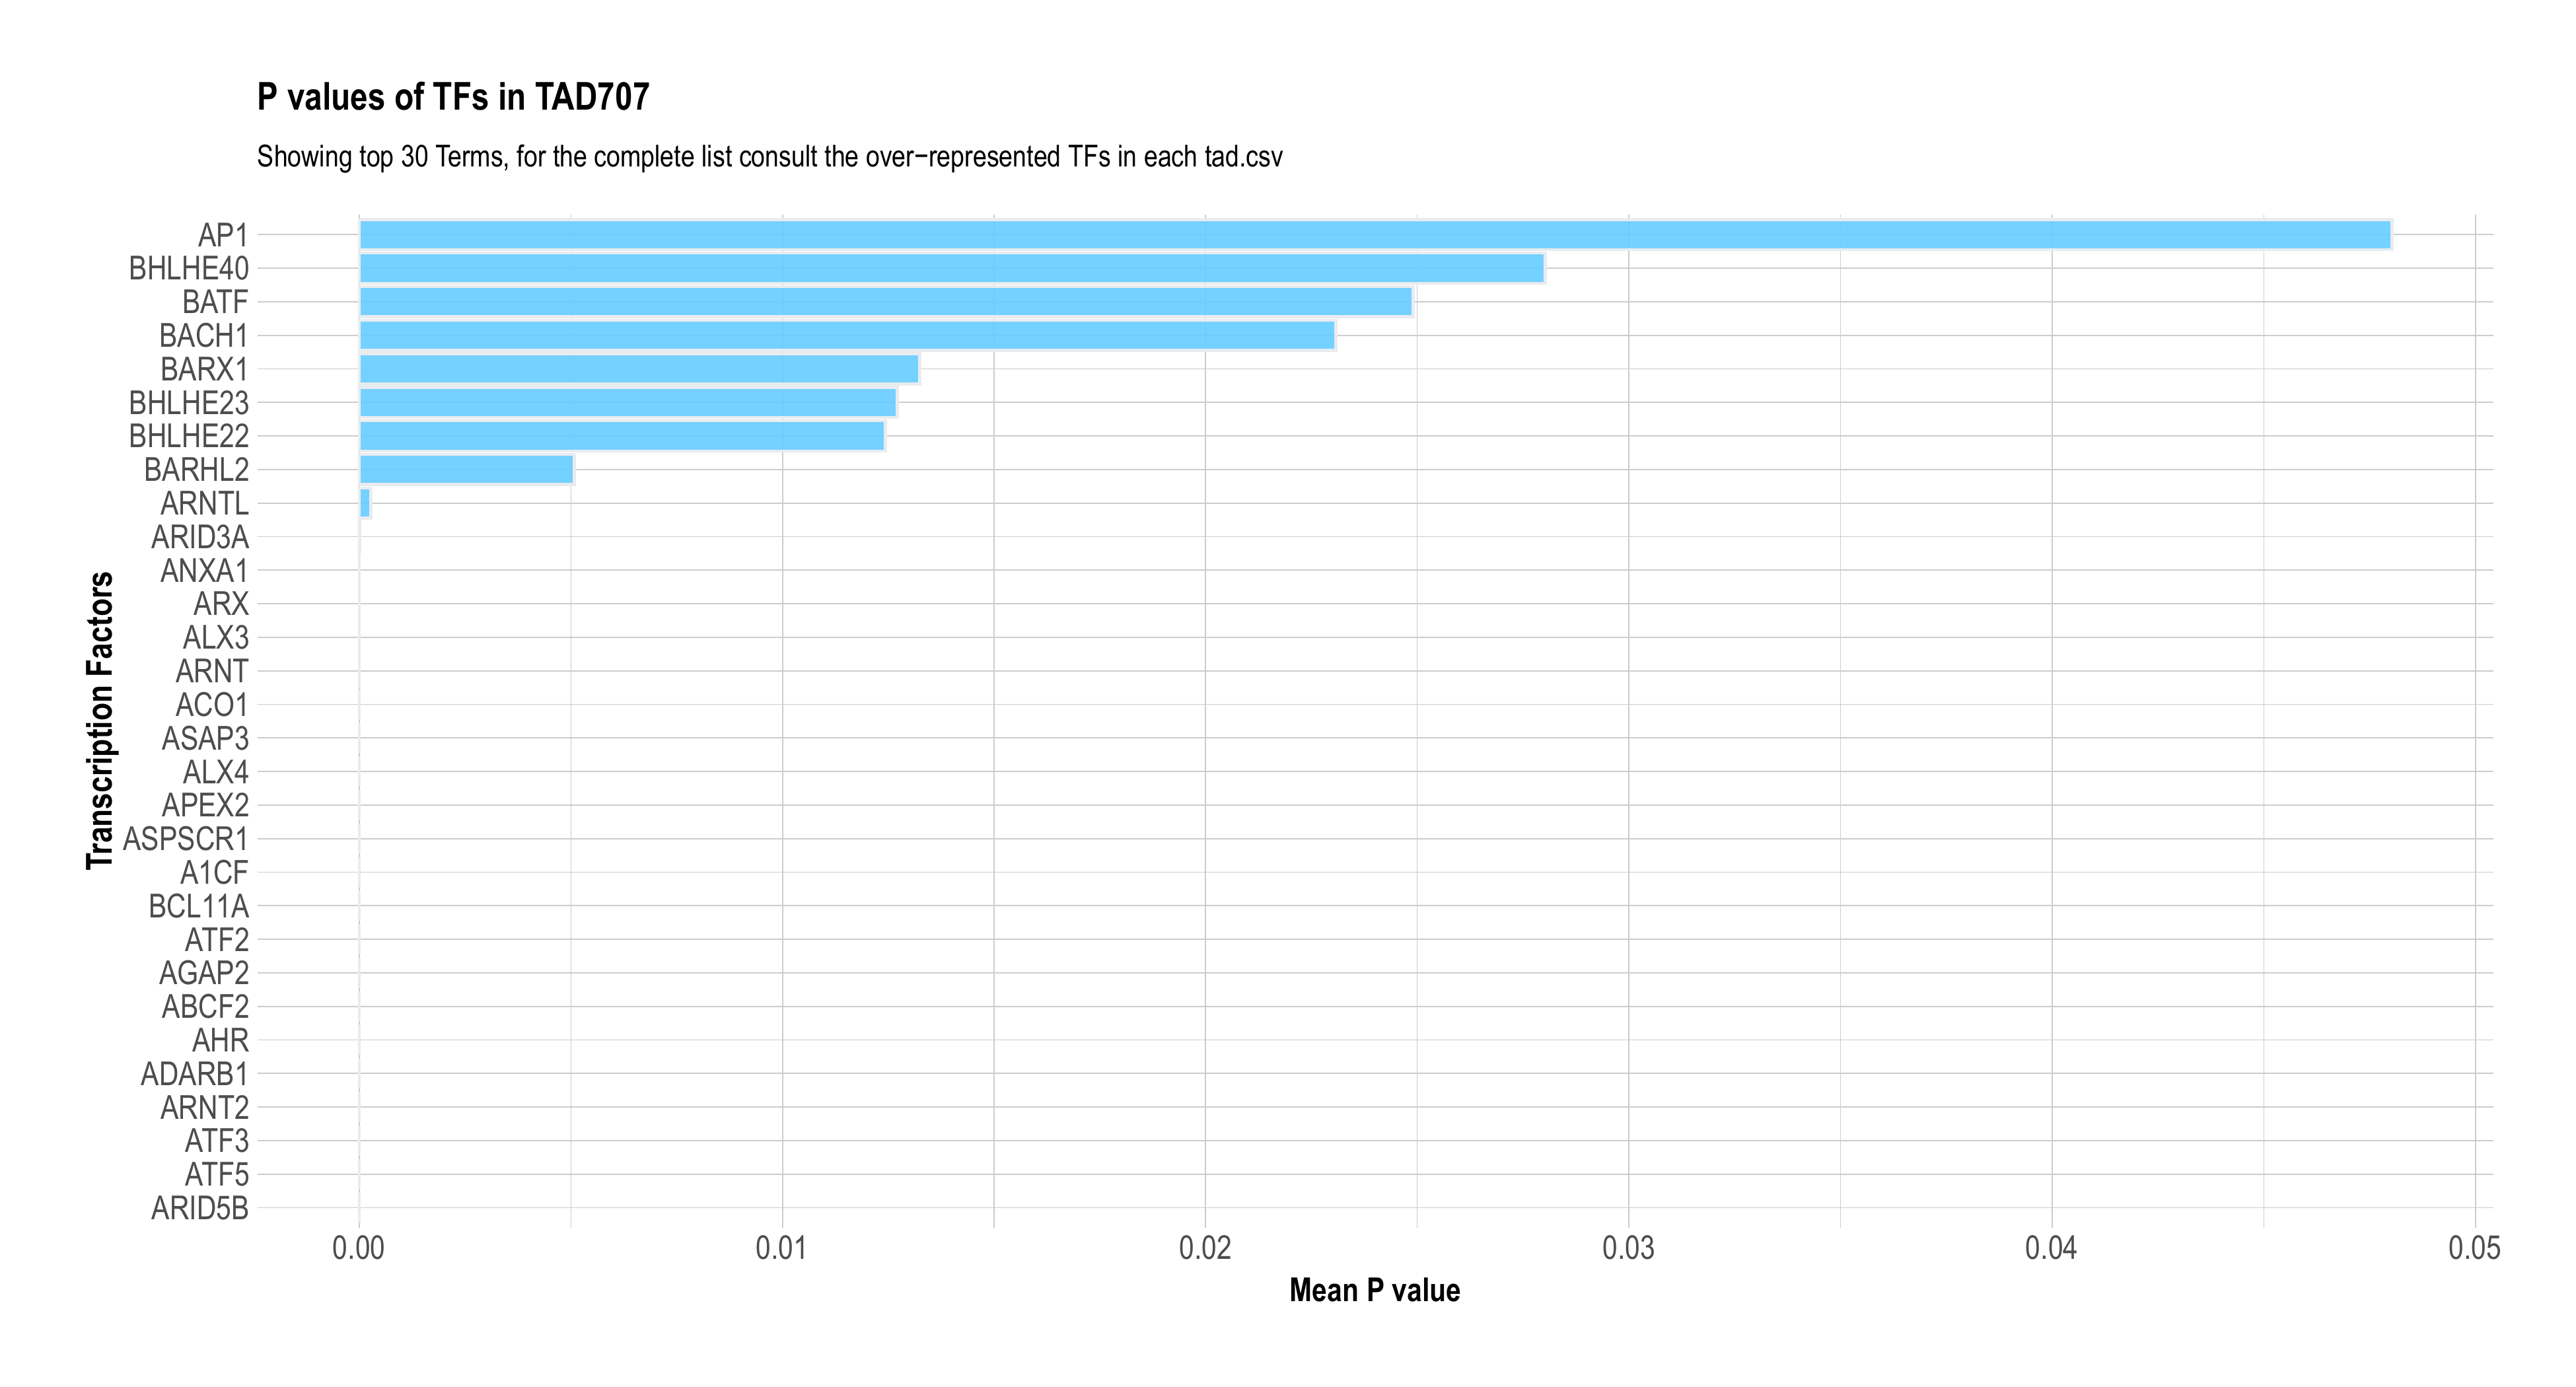 P values of TFs in TAD707
Showing top 30 Terms, for the complete list consult the over−represented TFs in each tad.csv
Transcription Factors
AP1
BHLHE40
BATF
BACH1
BARX1
BHLHE23
BHLHE22
BARHL2
ARNTL
ARID3A
ANXA1
ARX
ALX3
ARNT
ACO1
ASAP3
ALX4
APEX2
ASPSCR1
A1CF
BCL11A
ATF2
AGAP2
ABCF2
AHR
ADARB1
ARNT2
ATF3
ATF5
ARID5B
0.00 0.01 0.02 0.03 0.04 0.05
Mean P value